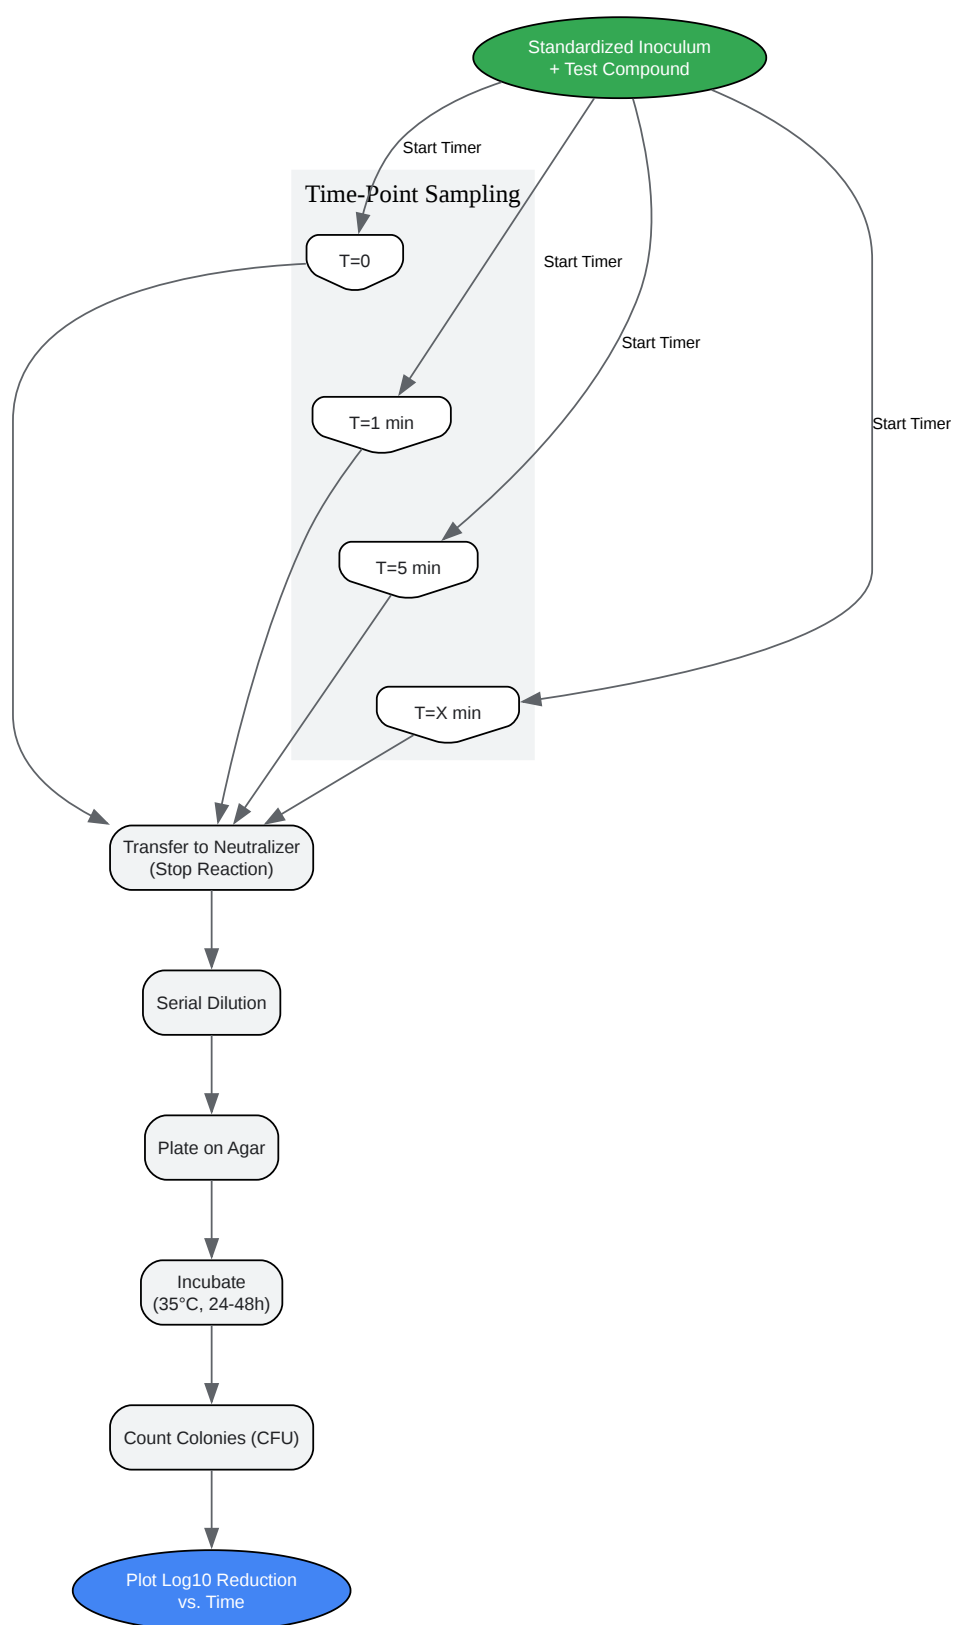 Standardized Inoculum
+ Test Compound
Start Timer
Time-Point Sampling
T=0
Start Timer
Start Timer
T=1 min
Start Timer
T=5 min
T=X min
Transfer to Neutralizer
(Stop Reaction)
Serial Dilution
Plate on Agar
Incubate
(35°C, 24-48h)
Count Colonies (CFU)
Plot Log10 Reduction
vs. Time